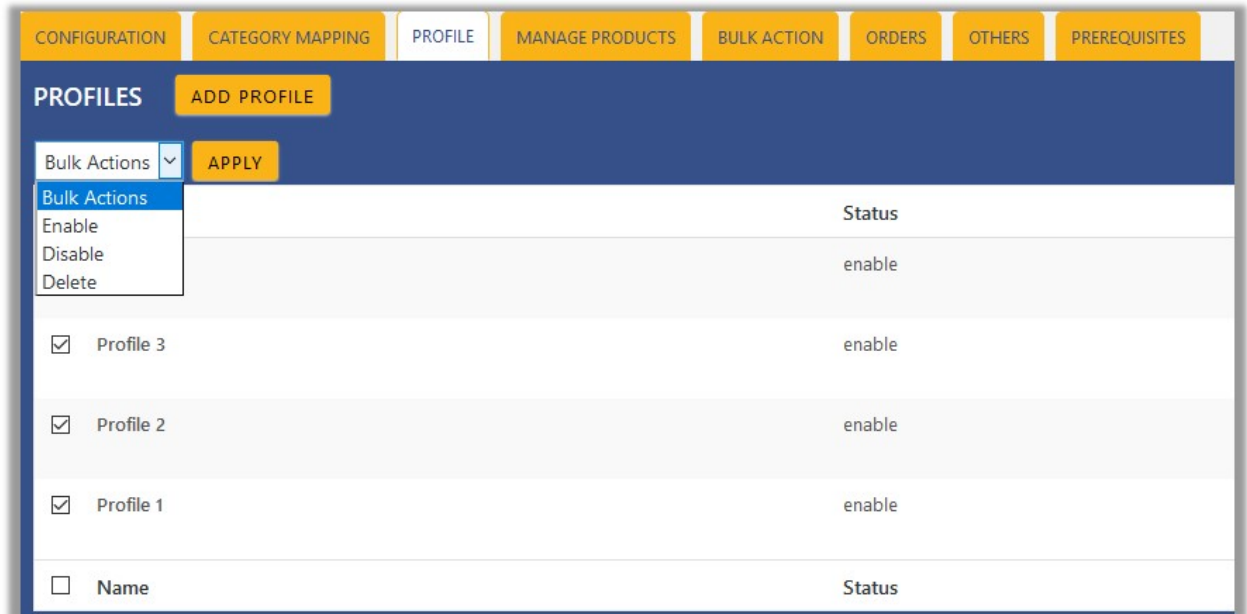 CONFIGURATION CATEGORY MAPPING PROFILE MANAGE PRODUCTS BULK ACTION ORDERS OTHERS PREREQUISITES
PROFILES ADD PROFILE
Bulk Actions APPLY
Bulk Actions
Status
Enable
Disable
enable
Delete
Profile 3 enable
Profile 2 enable
Profile 1 enable
Name Status